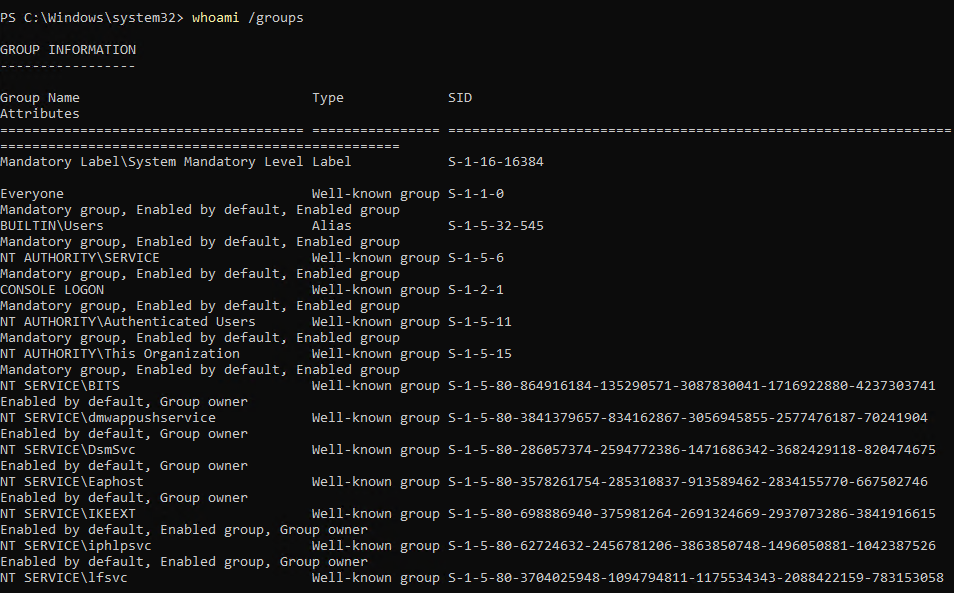 PS C:\Windows\system32> whoami /groups
GROUP INFORMATION
-----------------
Group Name                             Type             SID
Attributes
====================================== ================ ===============================================================
==================================================
Mandatory Label\System Mandatory Level Label            S-1-16-16384
Everyone                               Well-known group S-1-1-0
Mandatory group, Enabled by default, Enabled group
BUILTIN\Users                          Alias            S-1-5-32-545
Mandatory group, Enabled by default, Enabled group
NT AUTHORITY\SERVICE                   Well-known group S-1-5-6
Mandatory group, Enabled by default, Enabled group
CONSOLE LOGON                          Well-known group S-1-2-1
Mandatory group, Enabled by default, Enabled group
NT AUTHORITY\Authenticated Users       Well-known group S-1-5-11
Mandatory group, Enabled by default, Enabled group
NT AUTHORITY\This Organization         Well-known group S-1-5-15
Mandatory group, Enabled by default, Enabled group
NT SERVICE\BITS                        Well-known group S-1-5-80-864916184-135290571-3087830041-1716922880-4237303741
Enabled by default, Group owner
NT SERVICE\dmwappushservice            Well-known group S-1-5-80-3841379657-834162867-3056945855-2577476187-70241904
Enabled by default, Group owner
NT SERVICE\DsmSvc                      Well-known group S-1-5-80-286057374-2594772386-1471686342-3682429118-820474675
Enabled by default, Group owner
NT SERVICE\Eaphost                     Well-known group S-1-5-80-3578261754-285310837-913589462-2834155770-667502746
Enabled by default, Group owner
NT SERVICE\IKEEXT                      Well-known group S-1-5-80-698886940-375981264-2691324669-2937073286-3841916615
Enabled by default, Enabled group, Group owner
NT SERVICE\iphlpsvc                    Well-known group S-1-5-80-62724632-2456781206-3863850748-1496050881-1042387526
Enabled by default, Enabled group, Group owner
NT SERVICE\lfsvc                       Well-known group S-1-5-80-3704025948-1094794811-1175534343-2088422159-783153058